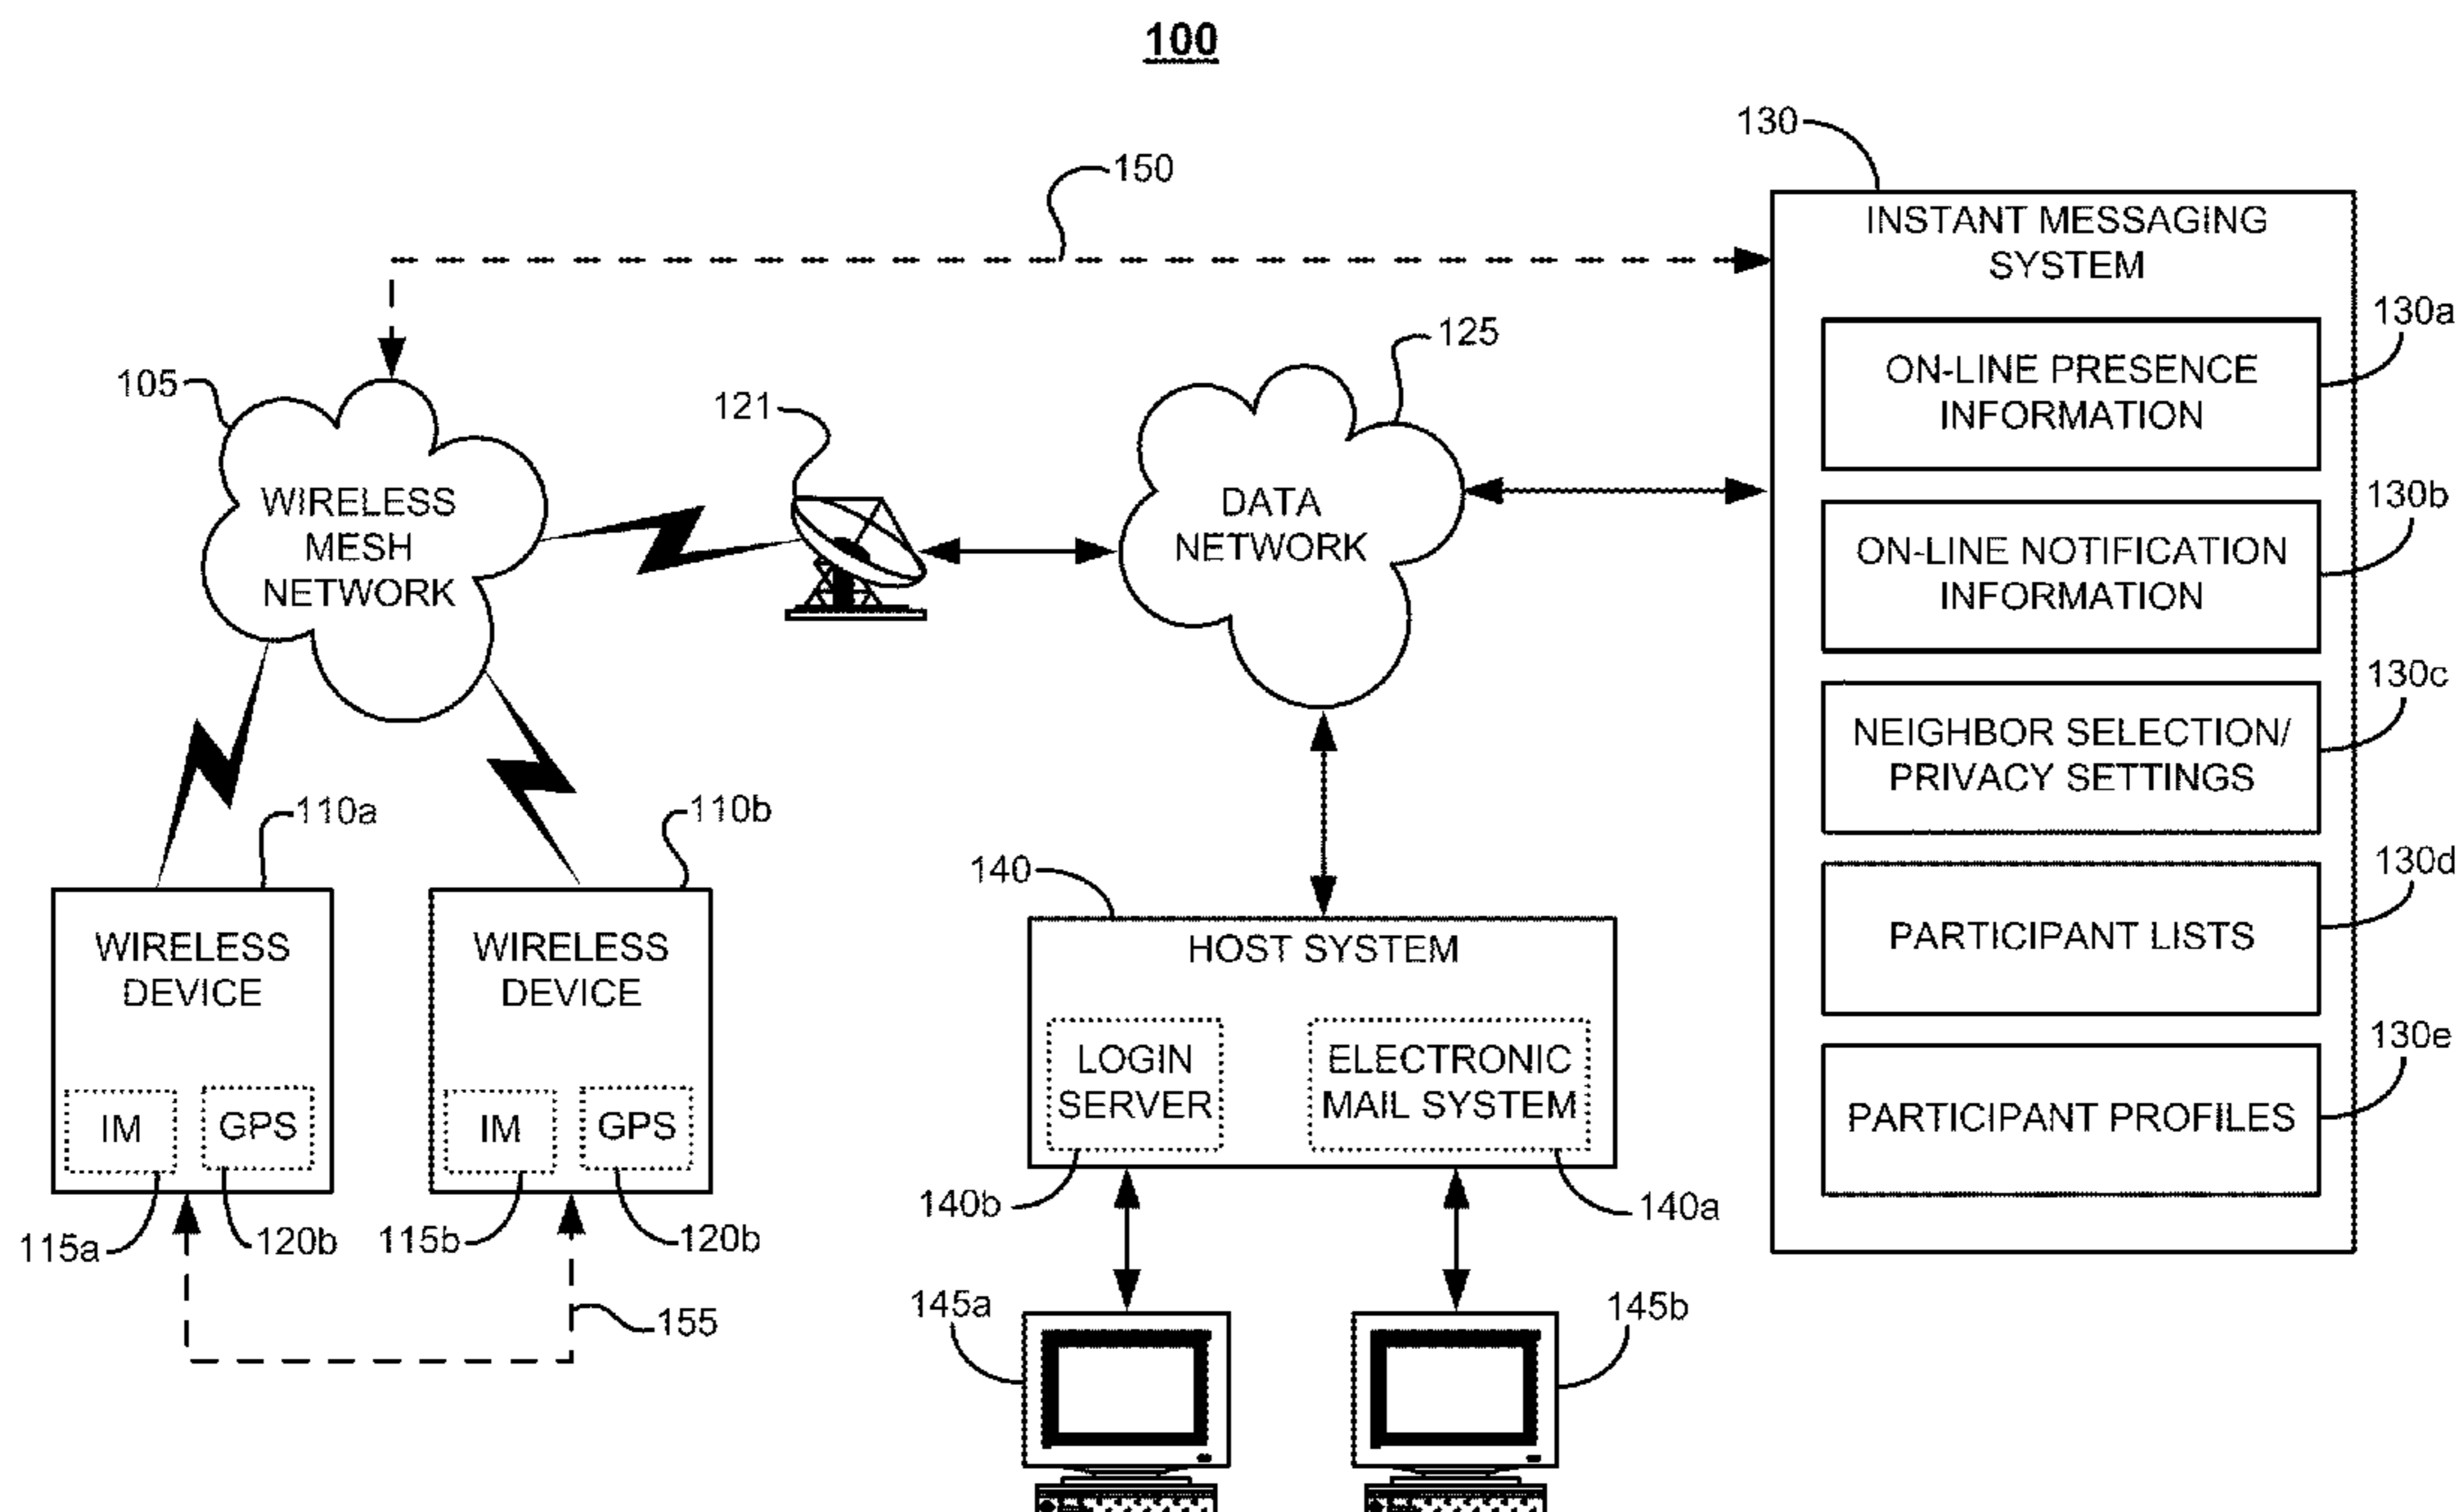 100
130
150
INSTANT MESSAGING
SYSTEM
130a
ON-LINE PRESENCE
INFORMATION
125
105
121
WIRELESS
MESH
NETWORK
DATA
NETWORK
130b
ON-LINE NOTIFICATION
INFORMATION
130c
NEIGHBOR SELECTION/
PRIVACY SETTINGS
110a
110b
140
130d
PARTICIPANT LISTS
WIRELESS
DEVICE
WIRELESS
DEVICE
HOST SYSTEM
LOGIN
SERVER
ELECTRONIC
MAIL SYSTEM
130e
PARTICIPANT PROFILES
IM
GPS
IM
GPS
140b
140a
115a
120b
115b
120b
155
145a
145b